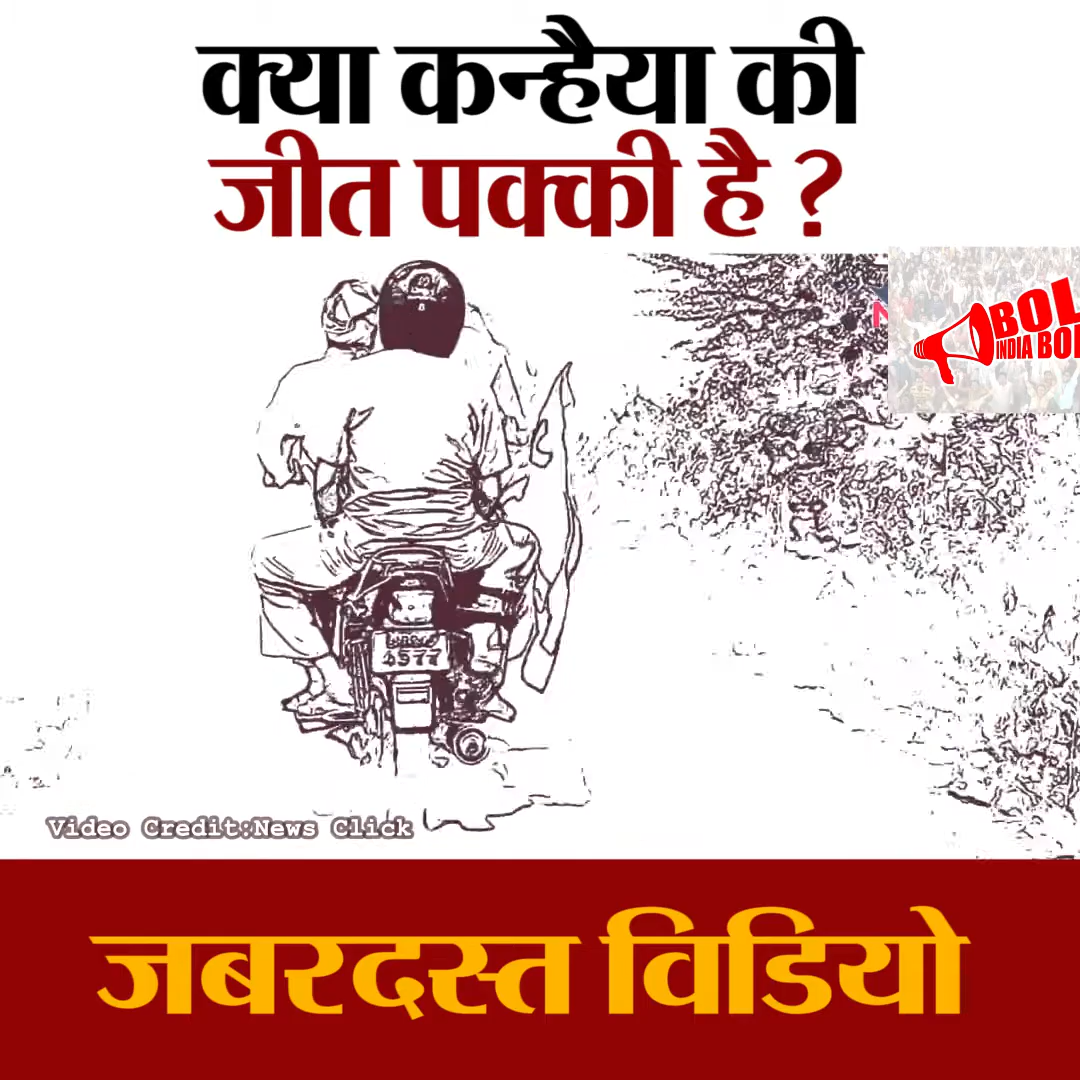 क्या कन्हैया की
जीत पक्की है ?
BOL
INDIA BOL
Video Credit:News Click
जबरदस्त विडियो